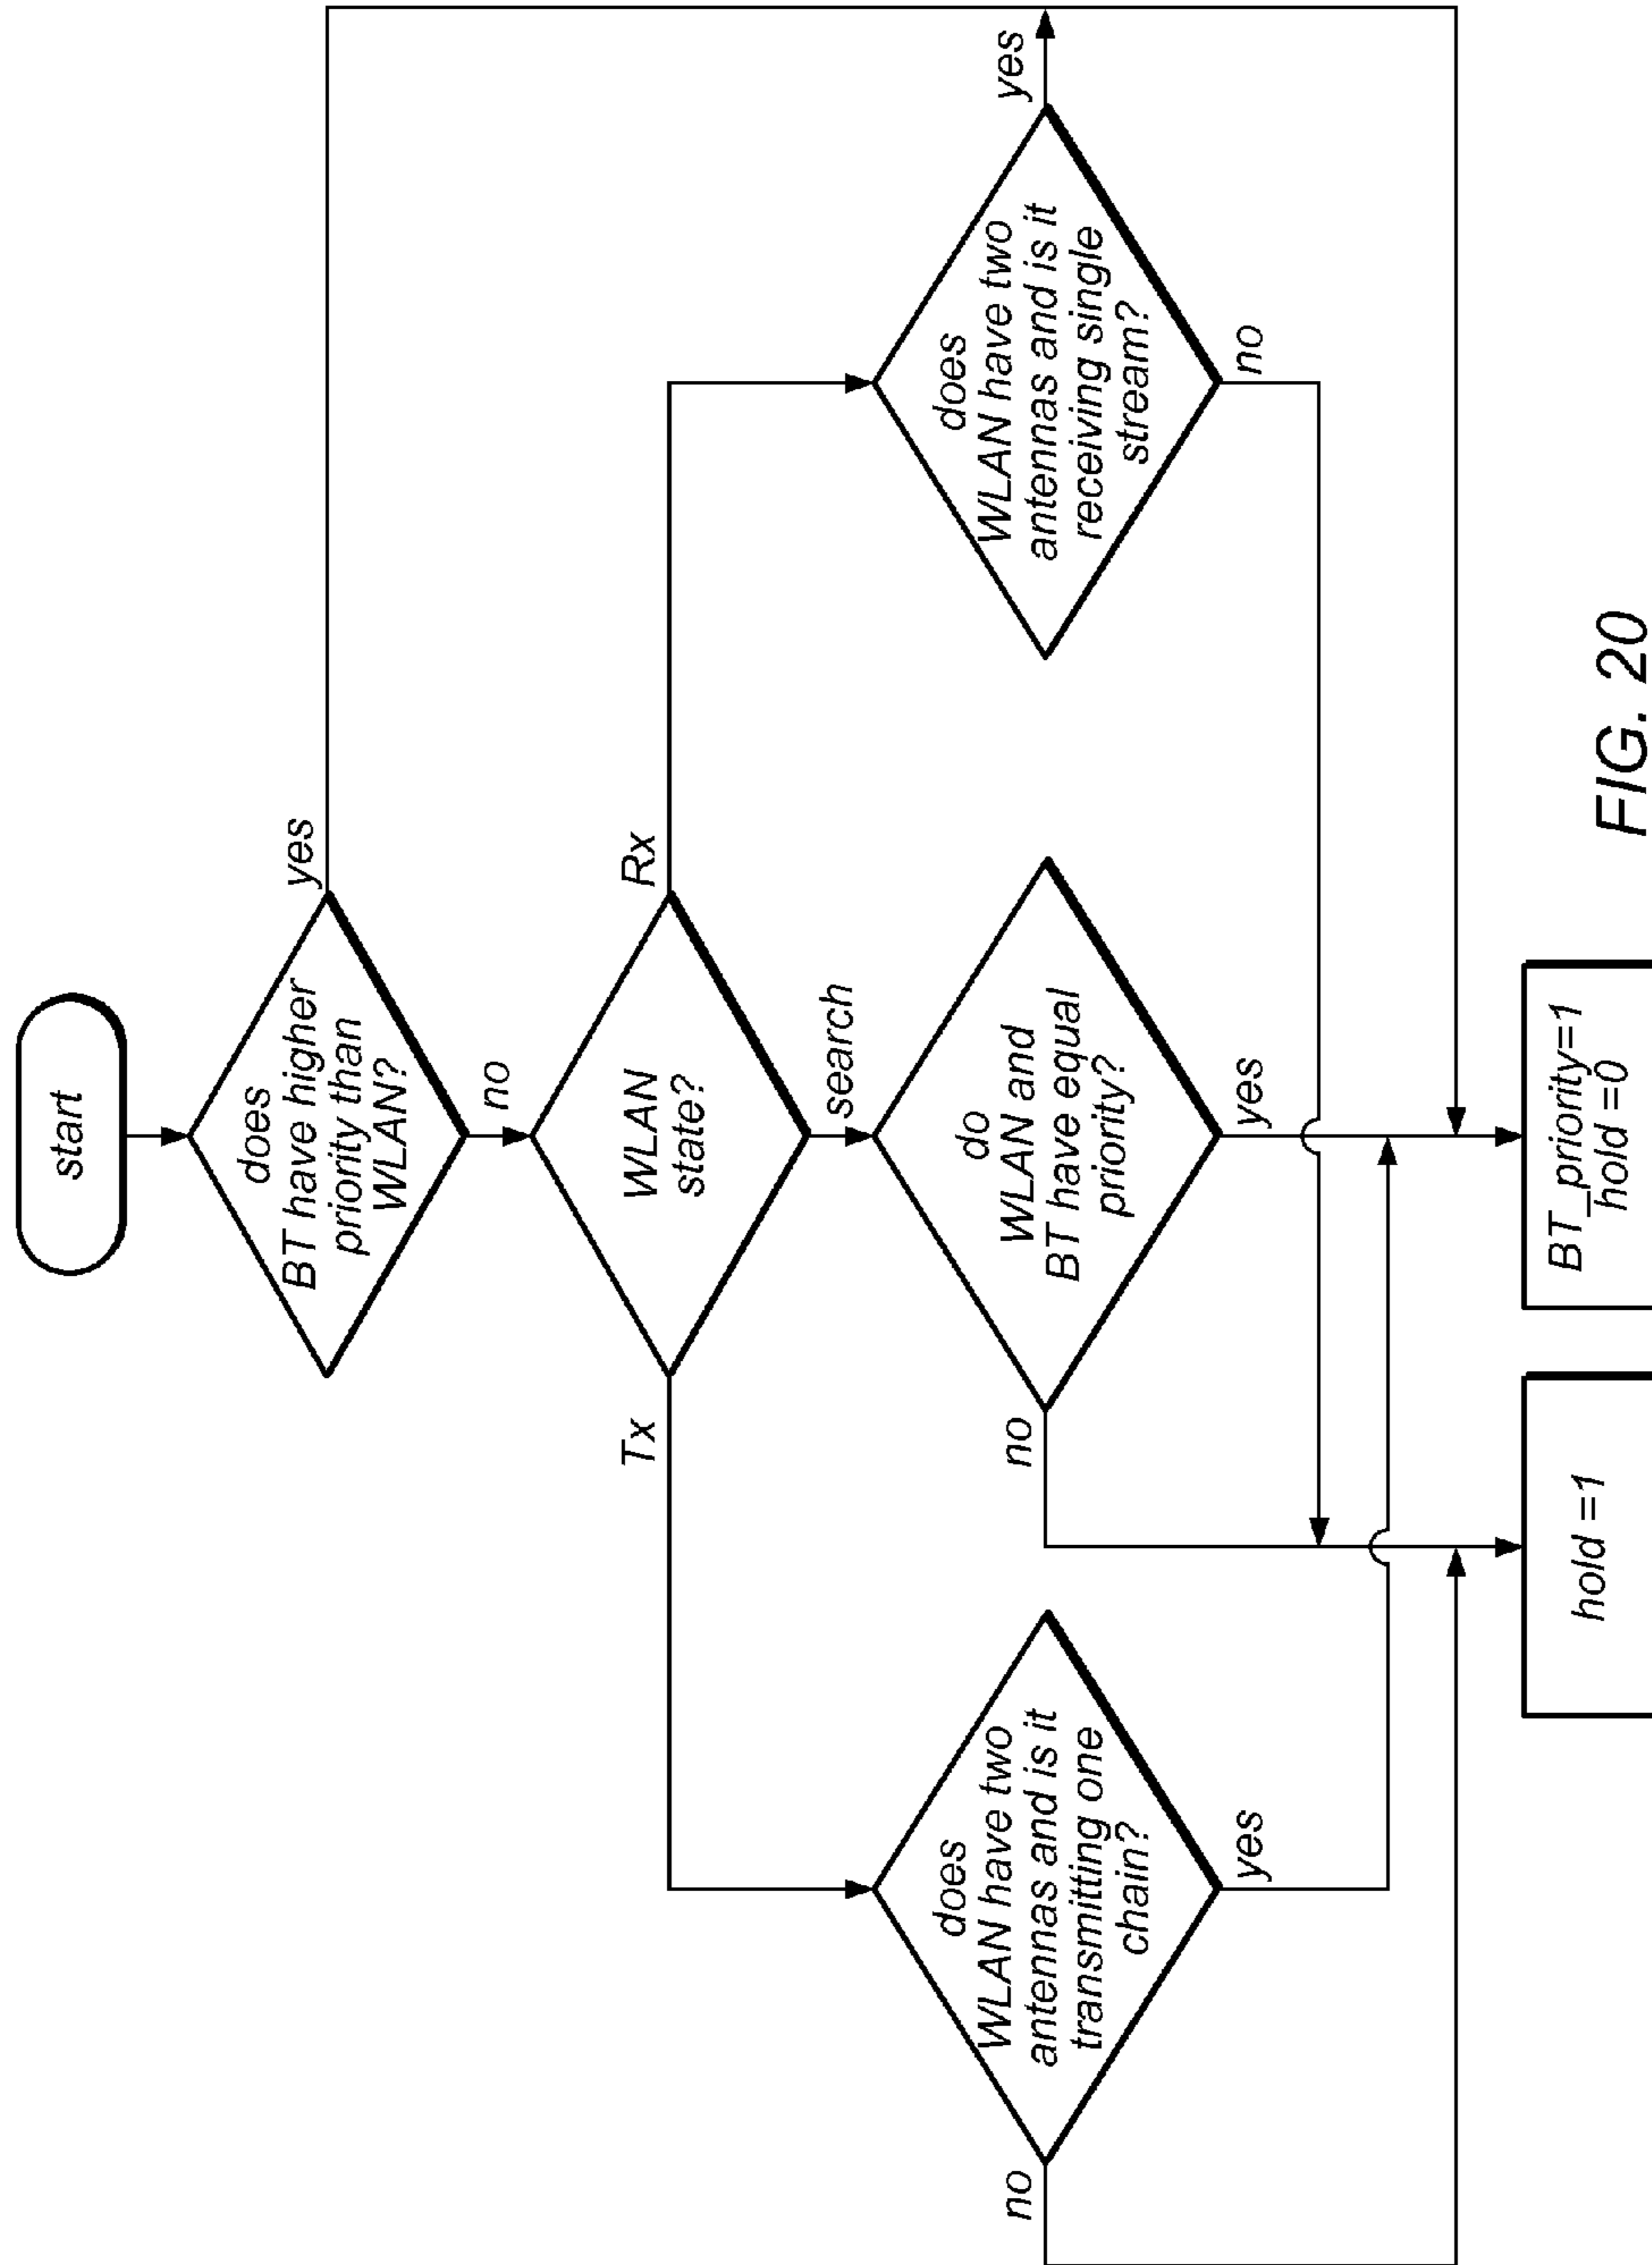 start
does
BT have higher
priority than
WLAN?
yes
no
WLAN
state?
Tx
Rx
search
does
WLAN have two
antennas and is it
transmitting one
chain?
no
yes
do
WLAN and
BT have equal
priority?
no
yes
does
WLAN have two
antennas and is it
receiving single
stream?
yes
no
hold =1
BT_priority=1
hold =0
FIG. 20